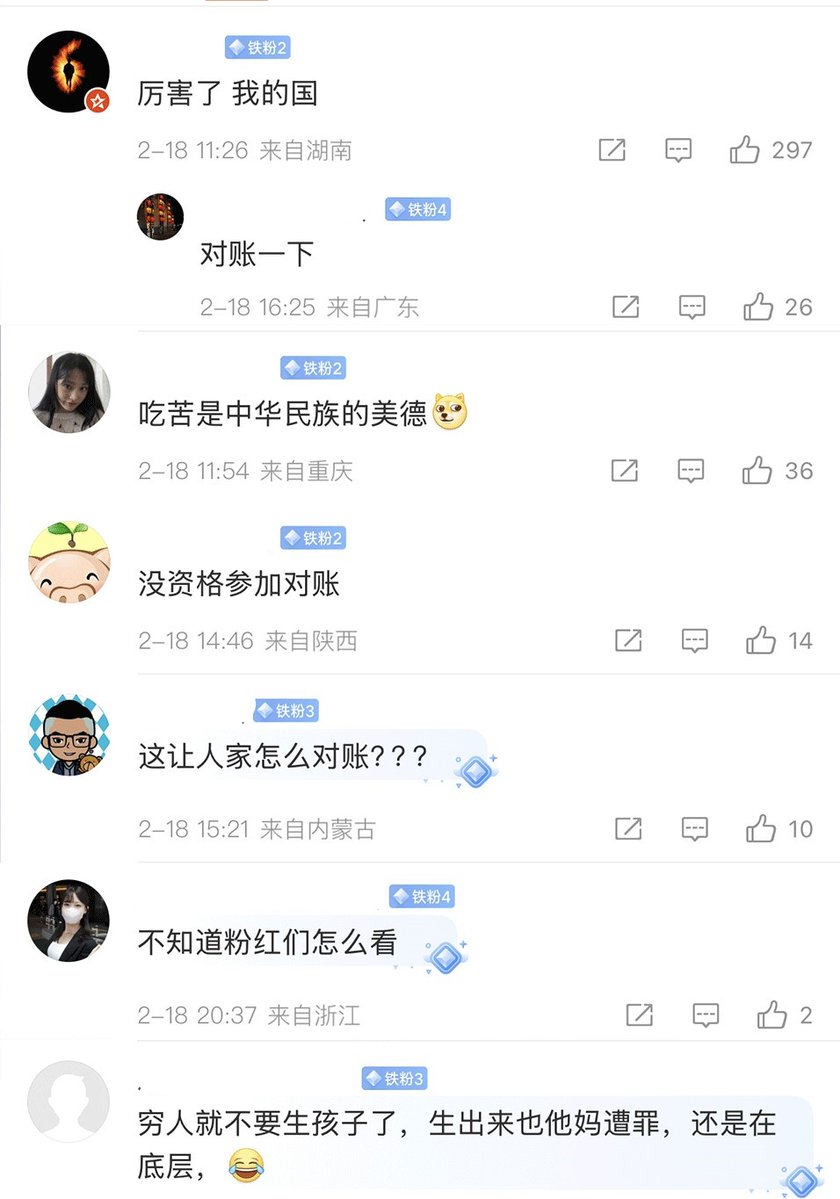 铁粉2
厉害了 我的国
2-18 11:26 来自湖南
297
铁粉4
对账一下
2-18 16:25 来自广东
26
铁粉2
吃苦是中华民族的美德
2-18 11:54 来自重庆
36
铁粉2
没资格参加对账
2-18 14:46 来自陕西
14
铁粉3
这让人家怎么对账???
2-18 15:21 来自内蒙古
10
铁粉4
不知道粉红们怎么看
2-18 20:37 来自浙江
2
铁粉3
穷人就不要生孩子了，生出来也他妈遭罪，还是在
底层，